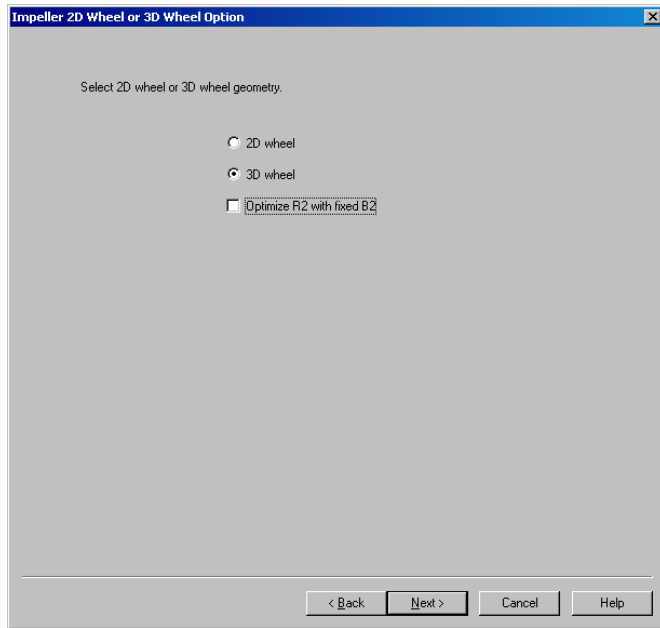 Impeller 2D Wheel or 3D Wheel Option
Select 2D wheel or 3D wheel geometry.
2D wheel
3D wheel
Optimize R2 with fixed B2
< Back Next > Cancel Help